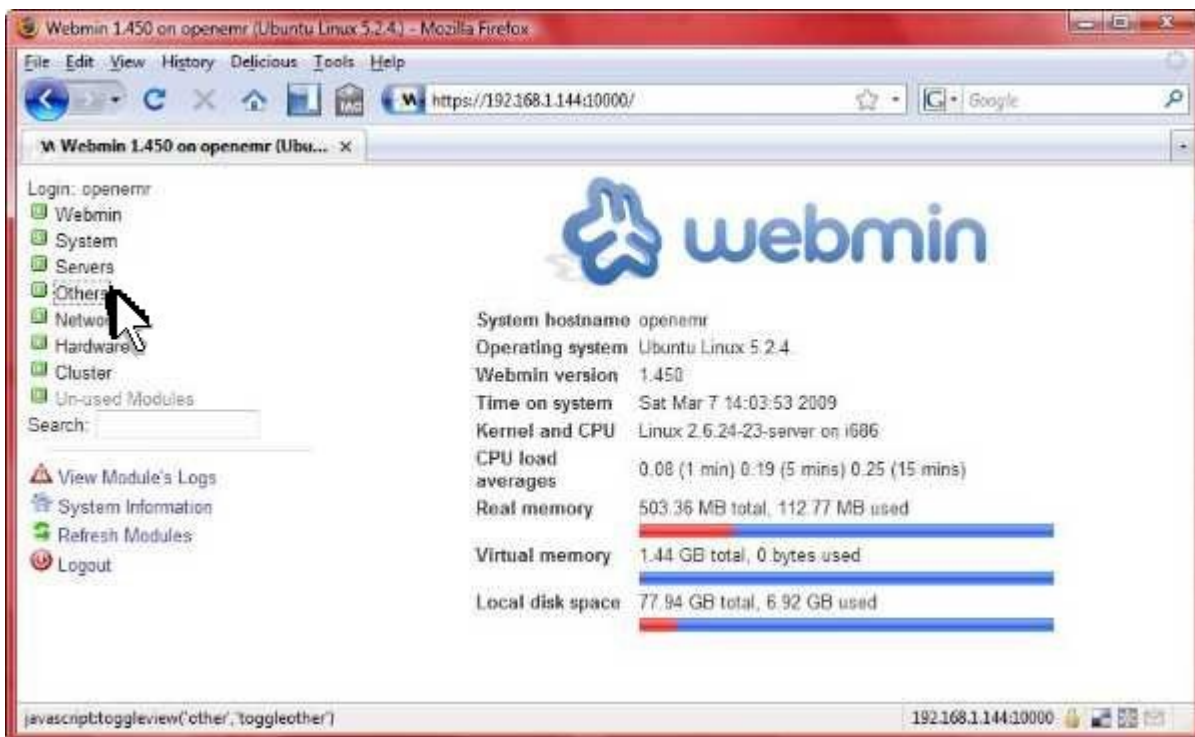 Webmin 1.450 on openemr (Ubuntu Linux 5.2.4) - Mozilla Firefox
File Edit View History Delicious Tools Help
https://192.168.1.144:10000/
Google
Webmin 1.450 on openemr (Ubu...
Login: openemr
Webmin
System
Servers
Others
Hardware
Cluster
Un-used Modules
Search:
View Module's Logs
System Information
Refresh Modules
Logout
webmin
System hostname openemr
Operating system Ubuntu Linux 5.2.4
Webmin version 1.450
Time on system Sat Mar 7 14:03:53 2009
Kernel and CPU Linux 2.6.24-23-server on i686
CPU load averages 0.08 (1 min) 0.19 (5 mins) 0.25 (15 mins)
Real memory 503.36 MB total, 112.77 MB used
Virtual memory 1.44 GB total, 0 bytes used
Local disk space 77.94 GB total, 6.92 GB used
javascript:toggleview('other','toggleother')
192.168.1.144:10000